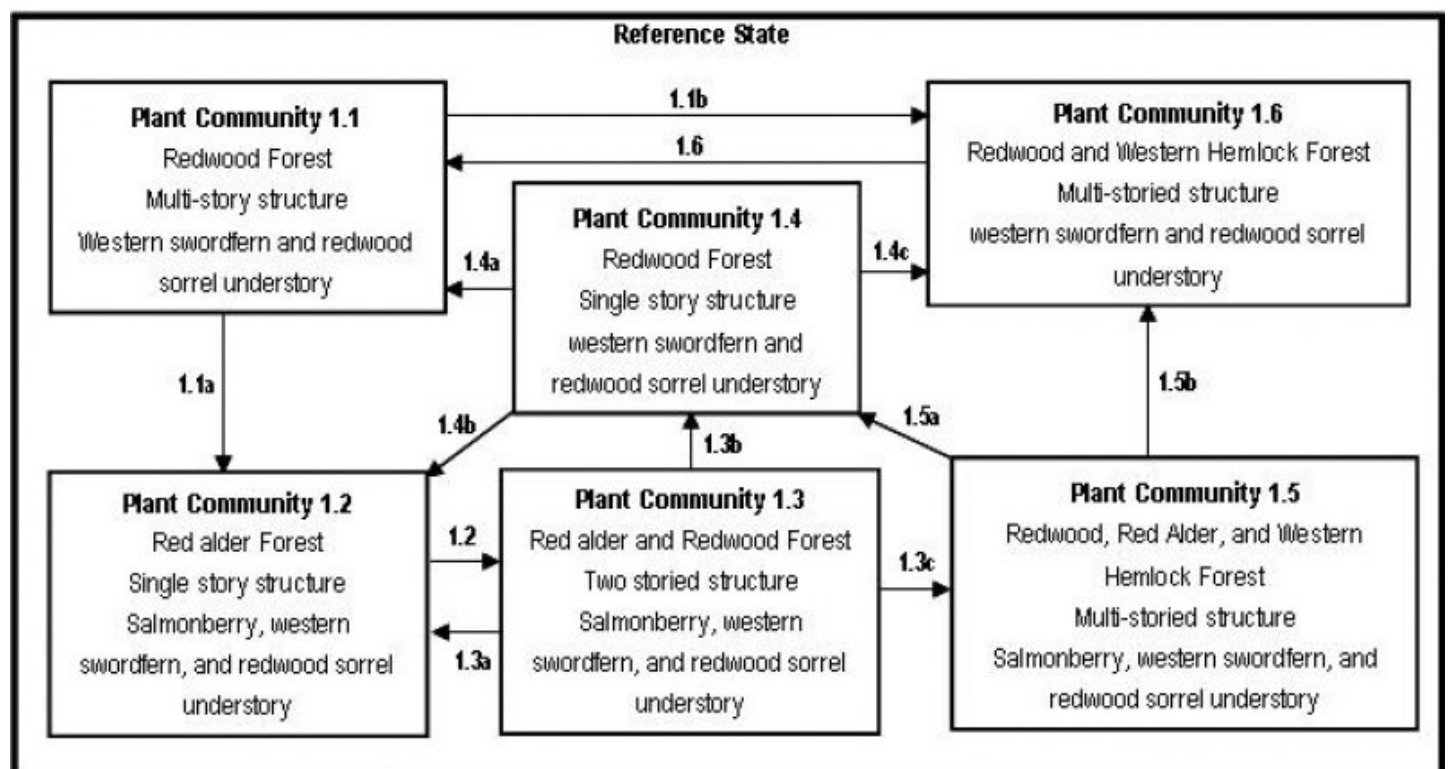 Reference State
Plant Community 1.1
Redwood Forest
Multi-story structure
Western swordfern and redwood
sorrel understory
1.1b
1.6
Plant Community 1.6
Redwood and Western Hemlock Forest
Multi-storied structure
western swordfern and redwood sorrel
understory
Plant Community 1.4
Redwood Forest
Single story structure
western swordfern and
redwood sorrel understory
1.4a
1.4c
1.1a
1.4b
1.3b
1.5a
1.5b
Plant Community 1.2
Red alder Forest
Single story structure
Salmonberry, western
swordfern, and redwood sorrel
understory
1.2
1.3a
Plant Community 1.3
Red alder and Redwood Forest
Two storied structure
Salmonberry, western
swordfern, and redwood sorrel
understory
1.3c
Plant Community 1.5
Redwood, Red Alder, and Western
Hemlock Forest
Multi-storied structure
Salmonberry, western swordfern, and
redwood sorrel understory